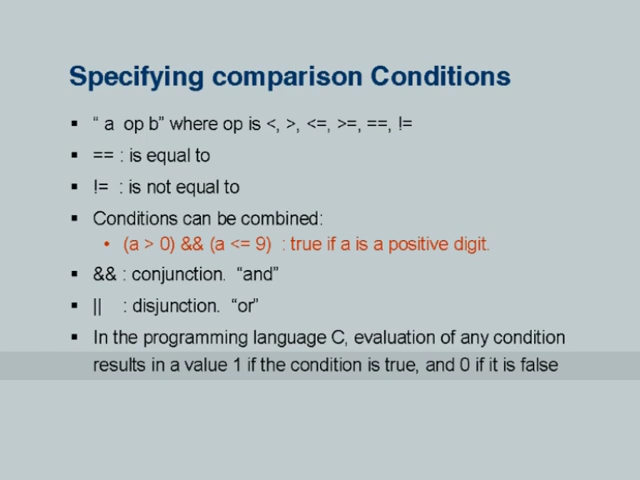 Specifying comparison Conditions
▪ “ a op b” where op is <, >, <=, >=, ==, !=
▪ == : is equal to
▪ != : is not equal to
▪ Conditions can be combined:
• (a > 0) && (a <= 9) : true if a is a positive digit.
▪ && : conjunction. “and”
▪ || : disjunction. “or”
▪ In the programming language C, evaluation of any condition
results in a value 1 if the condition is true, and 0 if it is false